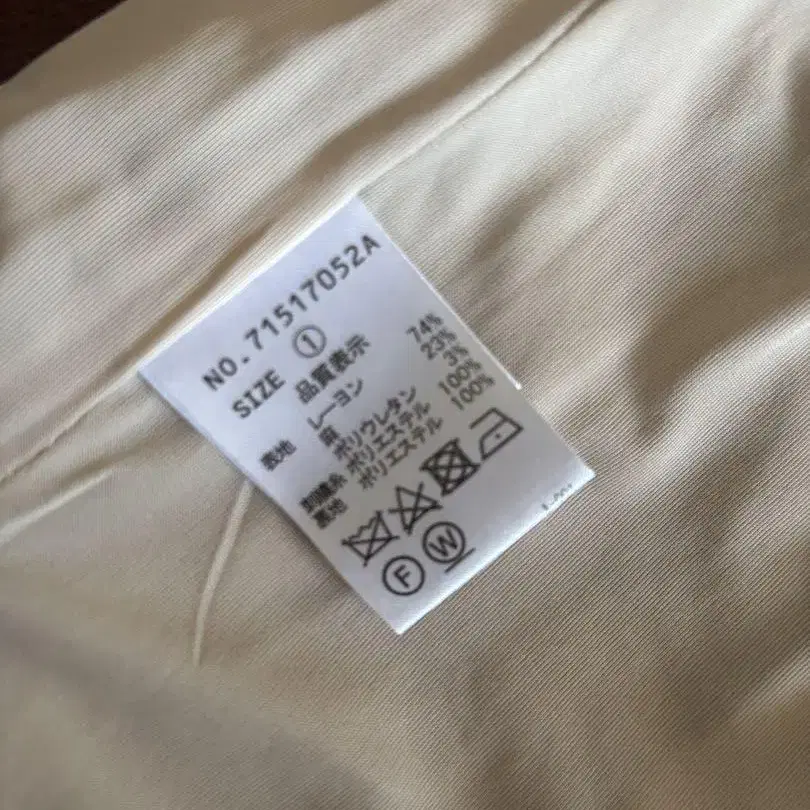 NO.71517052A
SIZE ①
品質表示
表地 レーヨン 74%
23%
ポリウレタン 3%
刺繍糸 ポリエステル 100%
裏地 ポリエステル 100%
F W